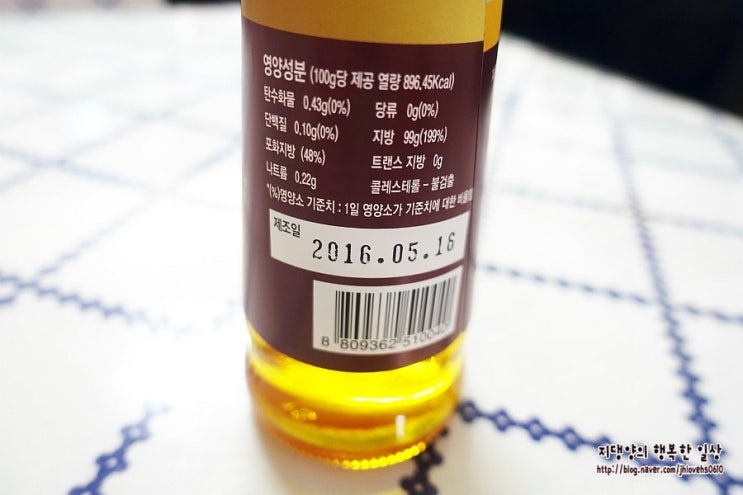 영양성분 (100g당 제공 열량 896.45Kcal)
탄수화물 0.43g(0%) 당류 0g(0%)
단백질 0.10g(0%) 지방 99g(199%)
포화지방 (48%) 트랜스 지방 0g
나트륨 0.22g 콜레스테롤 - 불검출
*(%)영양소 기준치 : 1일 영양소가 기준치에 대한 비율임
제조일
2016.05.16
8 809362 510040
지댕양의 행복한 일상
http://blog.naver.com/jhlovehs0610